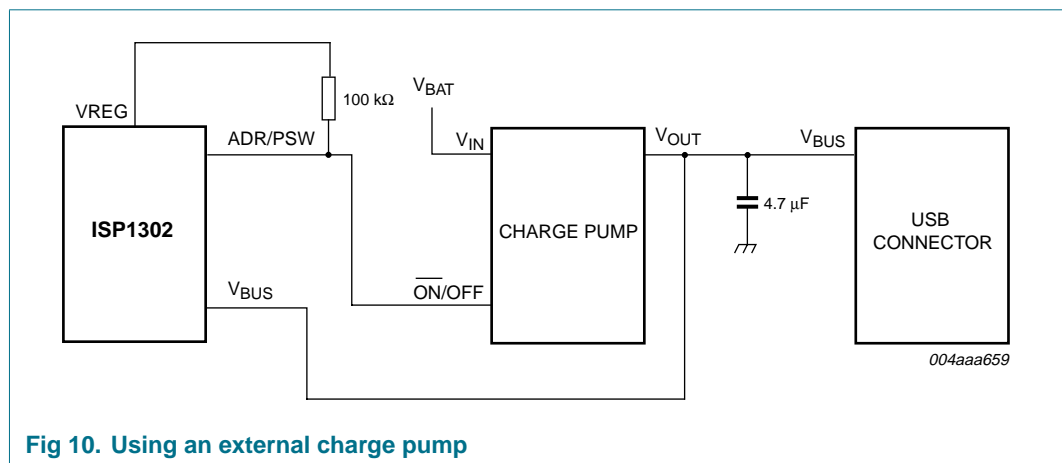 VREG
100 kΩ
ADR/PSW
ISP1302
VBUS
VBAT
VIN
VOUT
CHARGE PUMP
ON/OFF
4.7 μF
VBUS
USB
CONNECTOR
004aaa659
Fig 10. Using an external charge pump